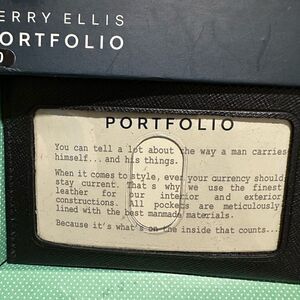 ERRY ELLIS
ORTFOLIO
PORTFOLIO
You can tell a lot about the way a man carries
himself... and his things.
When it comes to style, even your currency should
stay current. That's why we use the finest
leather for our interior and exterior
constructions. All pockets are meticulously
lined with the best manmade materials.
Because it's what's on the inside that counts...